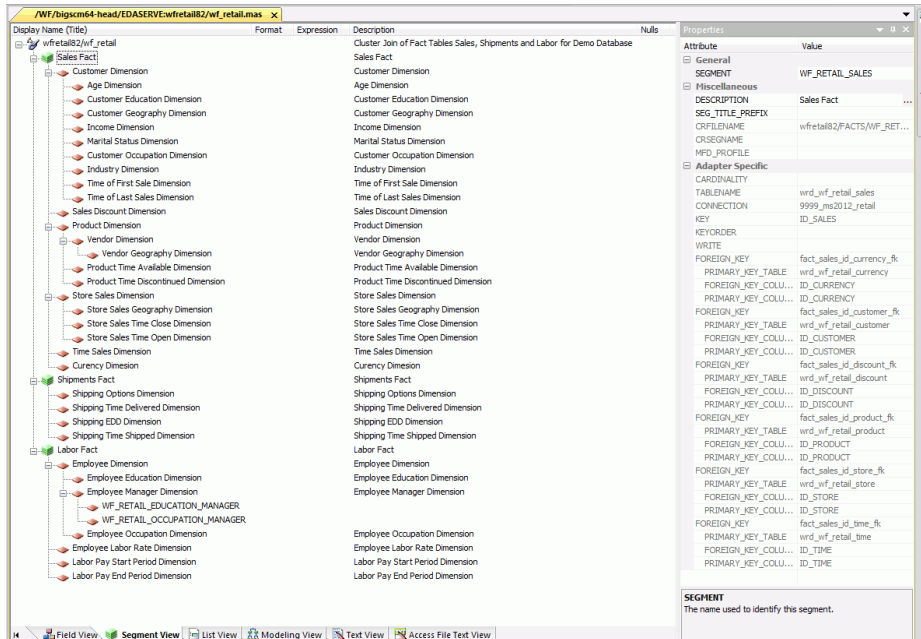 /WF/bigscm64-head/EDASERVE:wfretail82/wf_retail.mas x
Display Name (Title) Format Expression Description Nulls
wfretail82/wf_retail Cluster Join of Fact Tables Sales, Shipments and Labor for Demo Database
Sales Fact Sales Fact
Customer Dimension Customer Dimension
Age Dimension Age Dimension
Customer Education Dimension Customer Education Dimension
Customer Geography Dimension Customer Geography Dimension
Income Dimension Income Dimension
Marital Status Dimension Marital Status Dimension
Customer Occupation Dimension Customer Occupation Dimension
Industry Dimension Industry Dimension
Time of First Sale Dimension Time of First Sale Dimension
Time of Last Sales Dimension Time of Last Sales Dimension
Sales Discount Dimension Sales Discount Dimension
Product Dimension Product Dimension
Vendor Dimension Vendor Dimension
Vendor Geography Dimension Vendor Geography Dimension
Product Time Available Dimension Product Time Available Dimension
Product Time Discontinued Dimension Product Time Discontinued Dimension
Store Sales Dimension Store Sales Dimension
Store Sales Geography Dimension Store Sales Geography Dimension
Store Sales Time Close Dimension Store Sales Time Close Dimension
Store Sales Time Open Dimension Store Sales Time Open Dimension
Time Sales Dimension Time Sales Dimension
Curency Dimesion Curency Dimesion
Shipments Fact Shipments Fact
Shipping Options Dimension Shipping Options Dimension
Shipping Time Delivered Dimension Shipping Time Delivered Dimension
Shipping EDD Dimension Shipping EDD Dimension
Shipping Time Shipped Dimension Shipping Time Shipped Dimension
Labor Fact Labor Fact
Employee Dimension Employee Dimension
Employee Education Dimension Employee Education Dimension
Employee Manager Dimension Employee Manager Dimension
WF_RETAIL_EDUCATION_MANAGER
WF_RETAIL_OCCUPATION_MANAGER
Employee Occupation Dimension Employee Occupation Dimension
Employee Labor Rate Dimension Employee Labor Rate Dimension
Labor Pay Start Period Dimension Labor Pay Start Period Dimension
Labor Pay End Period Dimension Labor Pay End Period Dimension
Field View Segment View List View Modeling View Text View Access File Text View
Properties
Attribute Value
General
SEGMENT WF_RETAIL_SALES
Miscellaneous
DESCRIPTION Sales Fact ...
SEG_TITLE_PREFIX
CRFILENAME wfretail82/FACTS/WF_RET...
CRSEGNAME
MFD_PROFILE
Adapter Specific
CARDINALITY
TABLENAME wrd_wf_retail_sales
CONNECTION 9999_ms2012_retail
KEY ID_SALES
KEYORDER
WRITE
FOREIGN_KEY fact_sales_id_currency_fk
PRIMARY_KEY_TABLE wrd_wf_retail_currency
FOREIGN_KEY_COLU... ID_CURRENCY
PRIMARY_KEY_COLU... ID_CURRENCY
FOREIGN_KEY fact_sales_id_customer_fk
PRIMARY_KEY_TABLE wrd_wf_retail_customer
FOREIGN_KEY_COLU... ID_CUSTOMER
PRIMARY_KEY_COLU... ID_CUSTOMER
FOREIGN_KEY fact_sales_id_discount_fk
PRIMARY_KEY_TABLE wrd_wf_retail_discount
FOREIGN_KEY_COLU... ID_DISCOUNT
PRIMARY_KEY_COLU... ID_DISCOUNT
FOREIGN_KEY fact_sales_id_product_fk
PRIMARY_KEY_TABLE wrd_wf_retail_product
FOREIGN_KEY_COLU... ID_PRODUCT
PRIMARY_KEY_COLU... ID_PRODUCT
FOREIGN_KEY fact_sales_id_store_fk
PRIMARY_KEY_TABLE wrd_wf_retail_store
FOREIGN_KEY_COLU... ID_STORE
PRIMARY_KEY_COLU... ID_STORE
FOREIGN_KEY fact_sales_id_time_fk
PRIMARY_KEY_TABLE wrd_wf_retail_time
FOREIGN_KEY_COLU... ID_TIME
PRIMARY_KEY_COLU... ID_TIME
SEGMENT
The name used to identify this segment.